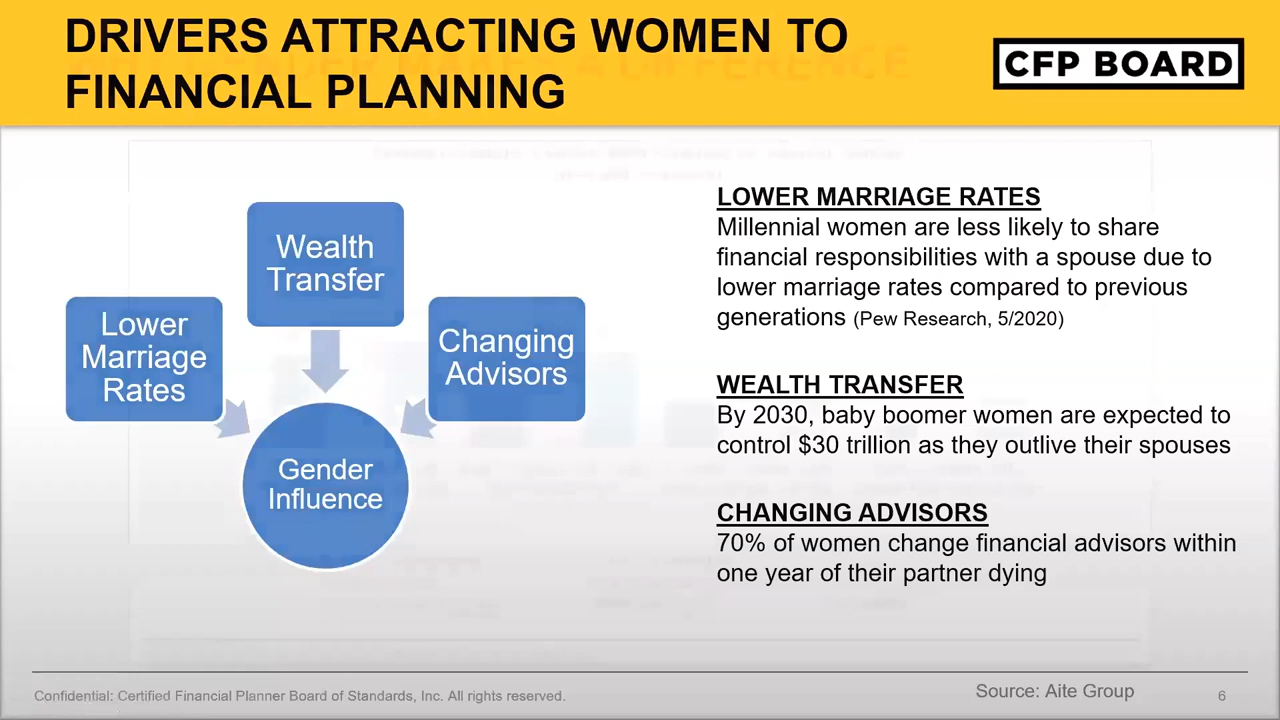 DRIVERS ATTRACTING WOMEN TO
FINANCIAL PLANNING
CFP BOARD
Wealth
Transfer
Lower
Marriage
Rates
Changing
Advisors
Gender
Influence
LOWER MARRIAGE RATES
Millennial women are less likely to share
financial responsibilities with a spouse due to
lower marriage rates compared to previous
generations (Pew Research, 5/2020)
WEALTH TRANSFER
By 2030, baby boomer women are expected to
control $30 trillion as they outlive their spouses
CHANGING ADVISORS
70% of women change financial advisors within
one year of their partner dying
Confidential: Certified Financial Planner Board of Standards, Inc. All rights reserved.
Source: Aite Group
6